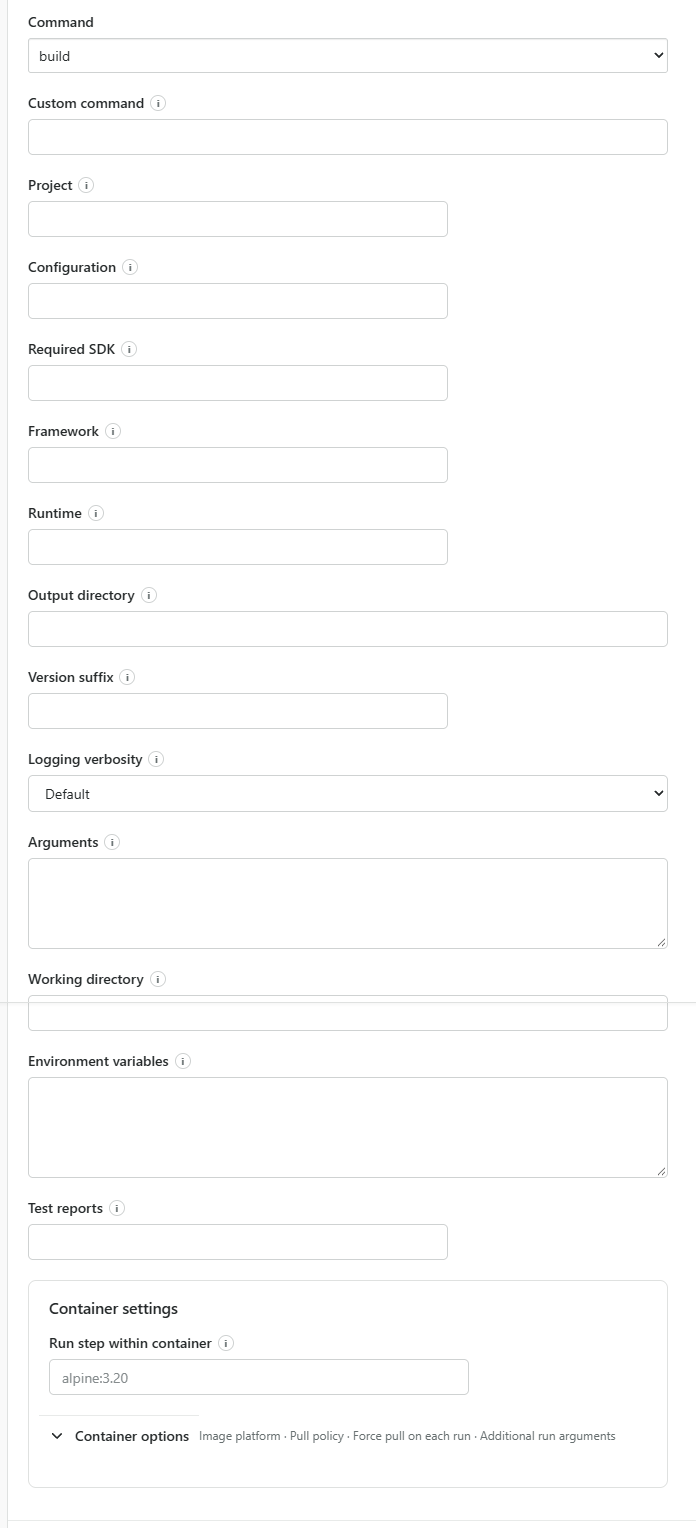 Command
build
Custom command
Project
Configuration
Required SDK
Framework
Runtime
Output directory
Version suffix
Logging verbosity
Default
Arguments
Working directory
Environment variables
Test reports
Container settings
Run step within container
alpine:3.20
Container options Image platform · Pull policy · Force pull on each run · Additional run arguments